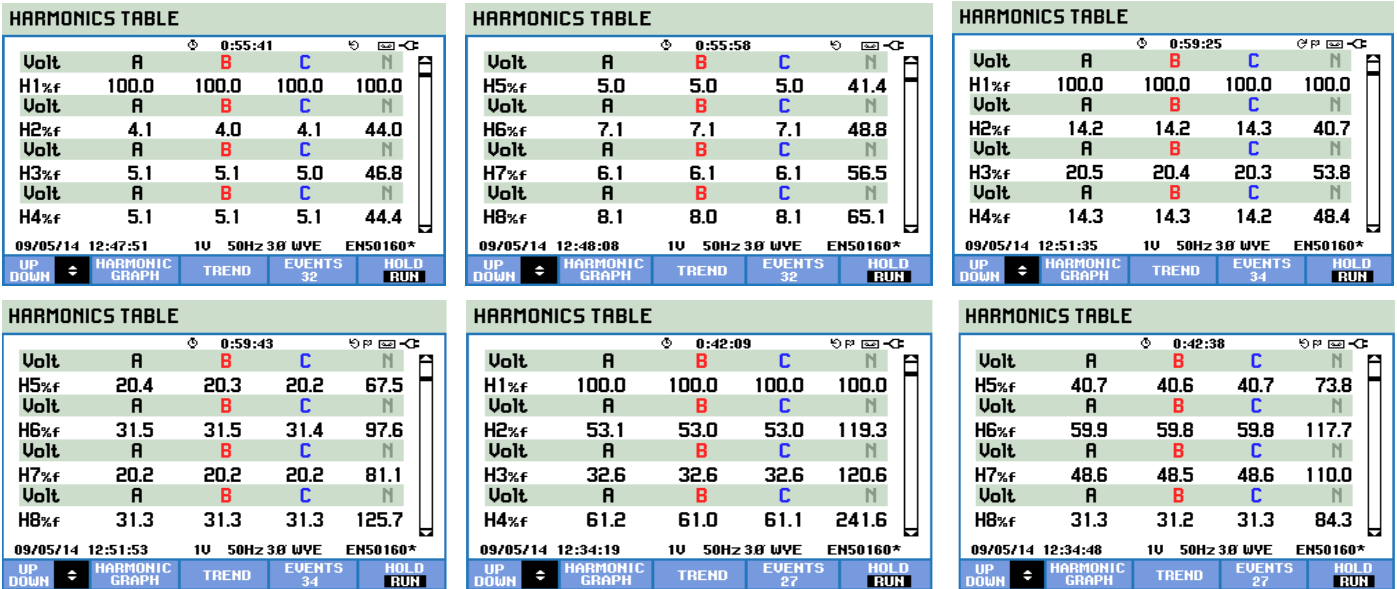 HARMONICS TABLE
0:55:41
Volt A B C N
H1%f 100.0 100.0 100.0 100.0
Volt A B C N
H2%f 4.1 4.0 4.1 44.0
Volt A B C N
H3%f 5.1 5.1 5.0 46.8
Volt A B C N
H4%f 5.1 5.1 5.1 44.4
09/05/14 12:47:51 1V 50Hz 3Ø WYE EN50160*
UP DOWN HARMONIC GRAPH TREND EVENTS 32 HOLD RUN
HARMONICS TABLE
0:55:58
Volt A B C N
H5%f 5.0 5.0 5.0 41.4
Volt A B C N
H6%f 7.1 7.1 7.1 48.8
Volt A B C N
H7%f 6.1 6.1 6.1 56.5
Volt A B C N
H8%f 8.1 8.0 8.1 65.1
09/05/14 12:48:08 1V 50Hz 3Ø WYE EN50160*
UP DOWN HARMONIC GRAPH TREND EVENTS 32 HOLD RUN
HARMONICS TABLE
0:59:25
Volt A B C N
H1%f 100.0 100.0 100.0 100.0
Volt A B C N
H2%f 14.2 14.2 14.3 40.7
Volt A B C N
H3%f 20.5 20.4 20.3 53.8
Volt A B C N
H4%f 14.3 14.3 14.2 48.4
09/05/14 12:51:35 1V 50Hz 3Ø WYE EN50160*
UP DOWN HARMONIC GRAPH TREND EVENTS 34 HOLD RUN
HARMONICS TABLE
0:59:43
Volt A B C N
H5%f 20.4 20.3 20.2 67.5
Volt A B C N
H6%f 31.5 31.5 31.4 97.6
Volt A B C N
H7%f 20.2 20.2 20.2 81.1
Volt A B C N
H8%f 31.3 31.3 31.3 125.7
09/05/14 12:51:53 1V 50Hz 3Ø WYE EN50160*
UP DOWN HARMONIC GRAPH TREND EVENTS 34 HOLD RUN
HARMONICS TABLE
0:42:09
Volt A B C N
H1%f 100.0 100.0 100.0 100.0
Volt A B C N
H2%f 53.1 53.0 53.0 119.3
Volt A B C N
H3%f 32.6 32.6 32.6 120.6
Volt A B C N
H4%f 61.2 61.0 61.1 241.6
09/05/14 12:34:19 1V 50Hz 3Ø WYE EN50160*
UP DOWN HARMONIC GRAPH TREND EVENTS 27 HOLD RUN
HARMONICS TABLE
0:42:38
Volt A B C N
H5%f 40.7 40.6 40.7 73.8
Volt A B C N
H6%f 59.9 59.8 59.8 117.7
Volt A B C N
H7%f 48.6 48.5 48.6 110.0
Volt A B C N
H8%f 31.3 31.2 31.3 84.3
09/05/14 12:34:48 1V 50Hz 3Ø WYE EN50160*
UP DOWN HARMONIC GRAPH TREND EVENTS 27 HOLD RUN